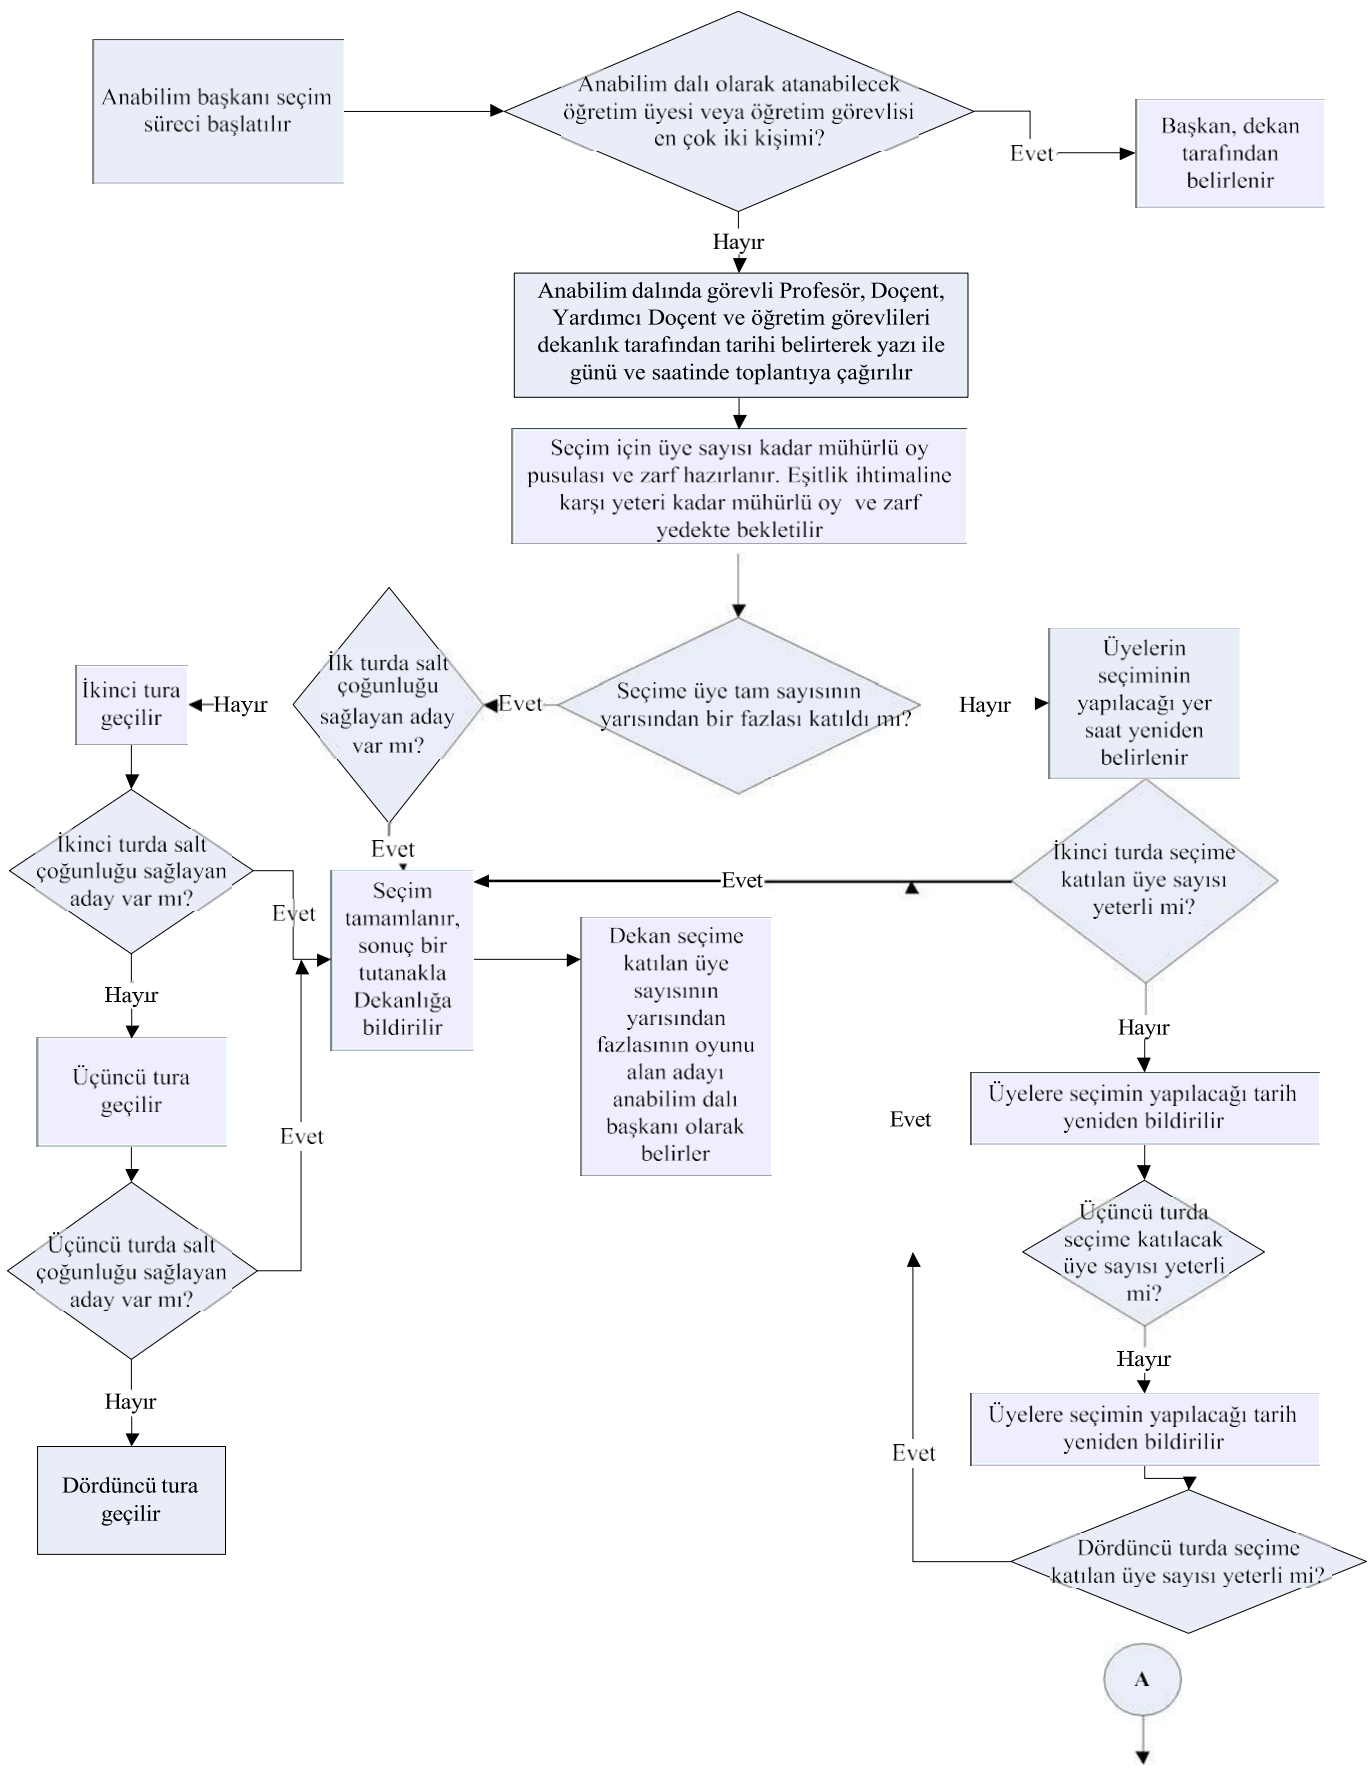 Anabilim başkanı seçim
süreci başlatılır
Anabilim dalı olarak atanabilecek
öğretim üyesi veya öğretim görevlisi
en çok iki kişimi?
Evet
Başkan, dekan
tarafından
belirlenir
Hayır
Anabilim dalında görevli Profesör, Doçent,
Yardımcı Doçent ve öğretim görevlileri
dekanlık tarafından tarihi belirterek yazı ile
günü ve saatinde toplantıya çağırılır
Seçim için üye sayısı kadar mühürlü oy
pusulası ve zarf hazırlanır. Eşitlik ihtimaline
karşı yeteri kadar mühürlü oy ve zarf
yedekte bekletilir
Seçime üye tam sayısının
yarısından bir fazlası katıldı mı?
Evet
Hayır
İlk turda salt
çoğunluğu
sağlayan aday
var mı?
Hayır
İkinci tura
geçilir
Üyelerin
seçiminin
yapılacağı yer
saat yeniden
belirlenir
Evet
İkinci turda salt
çoğunluğu sağlayan
aday var mı?
Evet
Seçim
tamamlanır,
sonuç bir
tutanakla
Dekanlığa
bildirilir
Evet
İkinci turda seçime
katılan üye sayısı
yeterli mi?
Dekan seçime
katılan üye
sayısının
yarısından
fazlasının oyunu
alan adayı
anabilim dalı
başkanı olarak
belirler
Hayır
Üçüncü tura
geçilir
Evet
Üçüncü turda salt
çoğunluğu sağlayan
aday var mı?
Hayır
Dördüncü tura
geçilir
Hayır
Üyelere seçimin yapılacağı tarih
yeniden bildirilir
Evet
Üçüncü turda
seçime katılacak
üye sayısı yeterli
mi?
Hayır
Üyelere seçimin yapılacağı tarih
yeniden bildirilir
Evet
Dördüncü turda seçime
katılan üye sayısı yeterli mi?
A